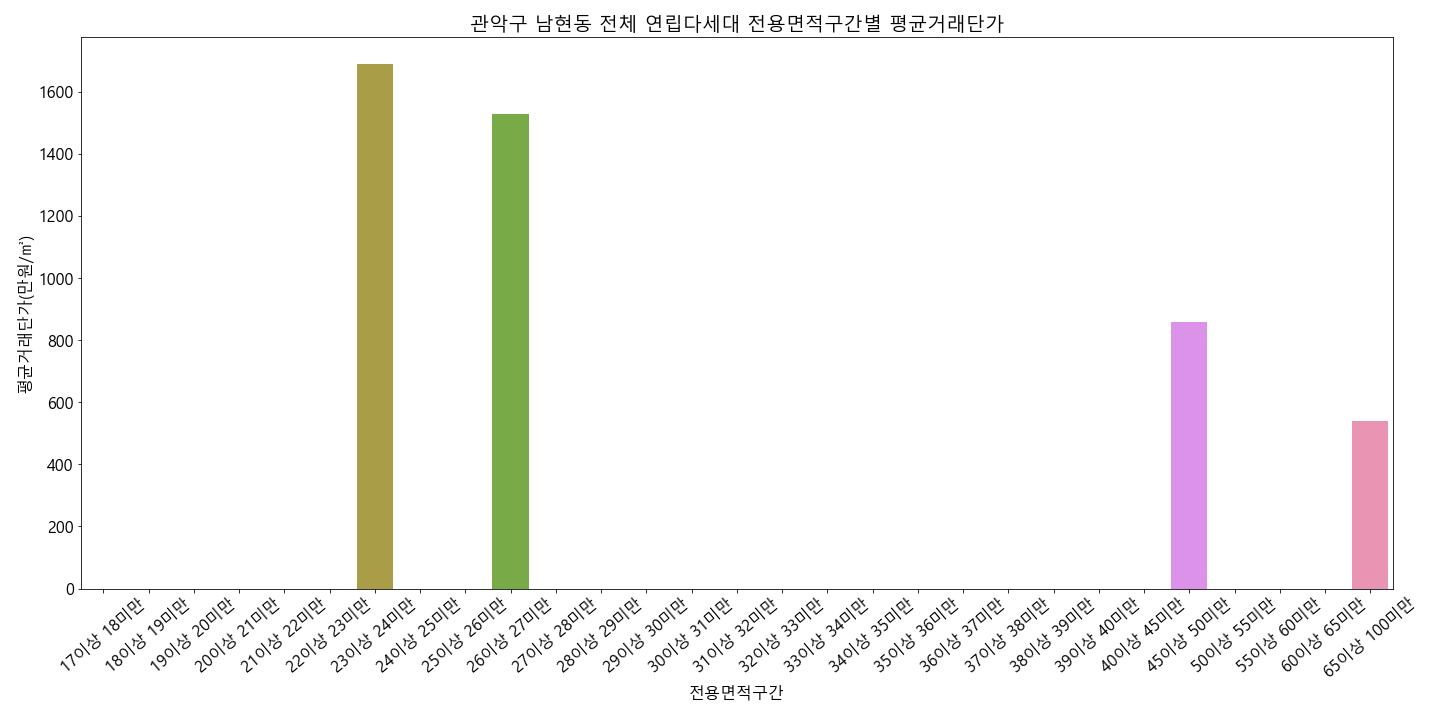 관악구 남현동 전체 연립다세대 전용면적구간별 평균거래단가
평균거래단가(만원/㎡)
1600
1400
1200
1000
800
600
400
200
0
17이상 18미만
18이상 19미만
19이상 20미만
20이상 21미만
21이상 22미만
22이상 23미만
23이상 24미만
24이상 25미만
25이상 26미만
26이상 27미만
27이상 28미만
28이상 29미만
29이상 30미만
30이상 31미만
31이상 32미만
32이상 33미만
33이상 34미만
34이상 35미만
35이상 36미만
36이상 37미만
37이상 38미만
38이상 39미만
39이상 40미만
40이상 45미만
45이상 50미만
50이상 55미만
55이상 60미만
60이상 65미만
65이상 100미만
전용면적구간